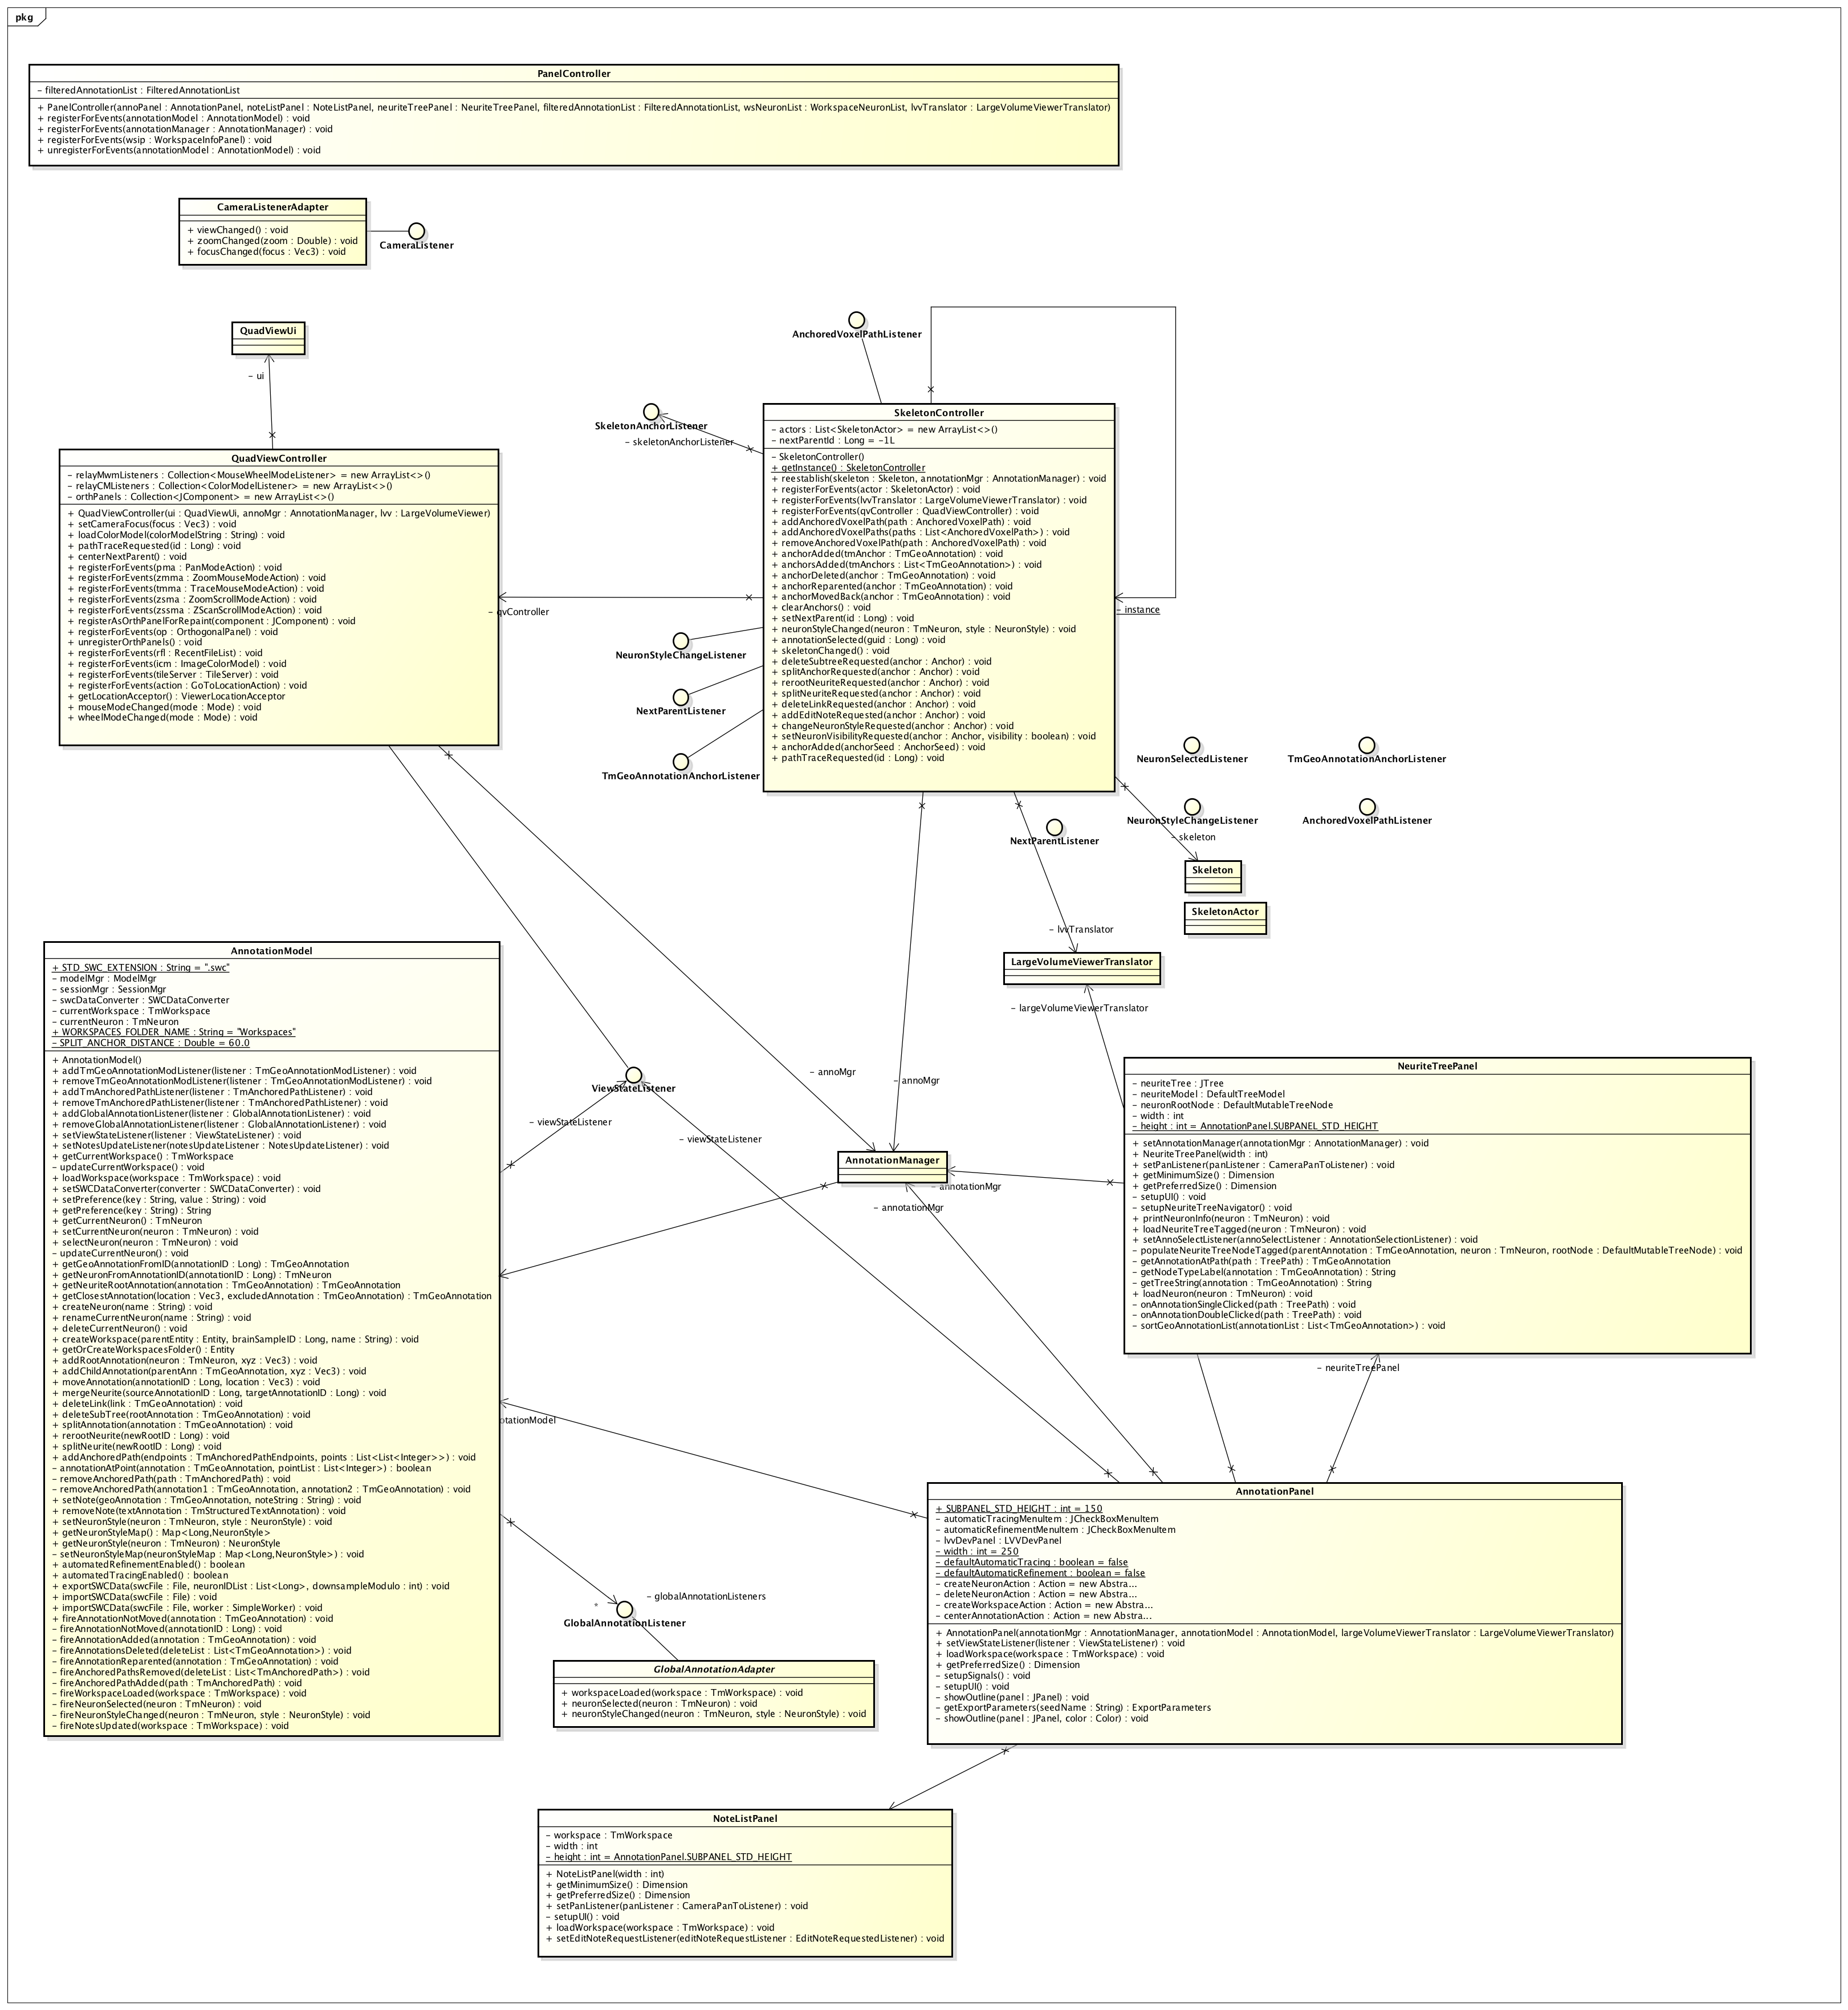 pkg
PanelController
- filteredAnnotationList : FilteredAnnotationList
+ PanelController(annoPanel : AnnotationPanel, noteListPanel : NoteListPanel, neuriteTreePanel : NeuriteTreePanel, filteredAnnotationList : FilteredAnnotationList, wsNeuronList : WorkspaceNeuronList, lvvTranslator : LargeVolumeViewerTranslator)
+ registerForEvents(annotationModel : AnnotationModel) : void
+ registerForEvents(annotationManager : AnnotationManager) : void
+ registerForEvents(wsip : WorkspaceInfoPanel) : void
+ unregisterForEvents(annotationModel : AnnotationModel) : void
CameraListenerAdapter
+ viewChanged() : void
+ zoomChanged(zoom : Double) : void
+ focusChanged(focus : Vec3) : void
CameraListener
QuadViewUi
- ui
AnchoredVoxelPathListener
SkeletonAnchorListener
- skeletonAnchorListener
SkeletonController
- actors : List<SkeletonActor> = new ArrayList<>()
- nextParentId : Long = -1L
- SkeletonController()
+ getInstance() : SkeletonController
+ reestablish(skeleton : Skeleton, annotationMgr : AnnotationManager) : void
+ registerForEvents(actor : SkeletonActor) : void
+ registerForEvents(lvvTranslator : LargeVolumeViewerTranslator) : void
+ registerForEvents(qvController : QuadViewController) : void
+ addAnchoredVoxelPath(path : AnchoredVoxelPath) : void
+ addAnchoredVoxelPaths(paths : List<AnchoredVoxelPath>) : void
+ removeAnchoredVoxelPath(path : AnchoredVoxelPath) : void
+ anchorAdded(tmAnchor : TmGeoAnnotation) : void
+ anchorsAdded(tmAnchors : List<TmGeoAnnotation>) : void
+ anchorDeleted(anchor : TmGeoAnnotation) : void
+ anchorReparented(anchor : TmGeoAnnotation) : void
+ anchorMovedBack(anchor : TmGeoAnnotation) : void
+ clearAnchors() : void
+ setNextParent(id : Long) : void
+ neuronStyleChanged(neuron : TmNeuron, style : NeuronStyle) : void
+ annotationSelected(guid : Long) : void
+ skeletonChanged() : void
+ deleteSubtreeRequested(anchor : Anchor) : void
+ splitAnchorRequested(anchor : Anchor) : void
+ rerootNeuriteRequested(anchor : Anchor) : void
+ splitNeuriteRequested(anchor : Anchor) : void
+ deleteLinkRequested(anchor : Anchor) : void
+ addEditNoteRequested(anchor : Anchor) : void
+ changeNeuronStyleRequested(anchor : Anchor) : void
+ setNeuronVisibilityRequested(anchor : Anchor, visibility : boolean) : void
+ anchorAdded(anchorSeed : AnchorSeed) : void
+ pathTraceRequested(id : Long) : void
- instance
QuadViewController
- relayMwmListeners : Collection<MouseWheelModeListener> = new ArrayList<>()
- relayCMListeners : Collection<ColorModelListener> = new ArrayList<>()
- orthPanels : Collection<JComponent> = new ArrayList<>()
+ QuadViewController(ui : QuadViewUi, annoMgr : AnnotationManager, lvv : LargeVolumeViewer)
+ setCameraFocus(focus : Vec3) : void
+ loadColorModel(colorModelString : String) : void
+ pathTraceRequested(id : Long) : void
+ centerNextParent() : void
+ registerForEvents(pma : PanModeAction) : void
+ registerForEvents(zmma : ZoomMouseModeAction) : void
+ registerForEvents(tmma : TraceMouseModeAction) : void
+ registerForEvents(zsma : ZoomScrollModeAction) : void
+ registerForEvents(zssma : ZScanScrollModeAction) : void
+ registerAsOrthPanelForRepaint(component : JComponent) : void
+ registerForEvents(op : OrthogonalPanel) : void
+ unregisterOrthPanels() : void
+ registerForEvents(rfl : RecentFileList) : void
+ registerForEvents(icm : ImageColorModel) : void
+ registerForEvents(tileServer : TileServer) : void
+ registerForEvents(action : GoToLocationAction) : void
+ getLocationAcceptor() : ViewerLocationAcceptor
+ mouseModeChanged(mode : Mode) : void
+ wheelModeChanged(mode : Mode) : void
- qvController
NeuronStyleChangeListener
NextParentListener
TmGeoAnnotationAnchorListener
NeuronSelectedListener
TmGeoAnnotationAnchorListener
NeuronStyleChangeListener
AnchoredVoxelPathListener
- skeleton
NextParentListener
Skeleton
SkeletonActor
- lvvTranslator
LargeVolumeViewerTranslator
- largeVolumeViewerTranslator
AnnotationModel
+ STD_SWC_EXTENSION : String = ".swc"
- modelMgr : ModelMgr
- sessionMgr : SessionMgr
- swcDataConverter : SWCDataConverter
- currentWorkspace : TmWorkspace
- currentNeuron : TmNeuron
+ WORKSPACES_FOLDER_NAME : String = "Workspaces"
- SPLIT_ANCHOR_DISTANCE : Double = 60.0
+ AnnotationModel()
+ addTmGeoAnnotationModListener(listener : TmGeoAnnotationModListener) : void
+ removeTmGeoAnnotationModListener(listener : TmGeoAnnotationModListener) : void
+ addTmAnchoredPathListener(listener : TmAnchoredPathListener) : void
+ removeTmAnchoredPathListener(listener : TmAnchoredPathListener) : void
+ addGlobalAnnotationListener(listener : GlobalAnnotationListener) : void
+ removeGlobalAnnotationListener(listener : GlobalAnnotationListener) : void
+ setViewStateListener(listener : ViewStateListener) : void
+ setNotesUpdateListener(notesUpdateListener : NotesUpdateListener) : void
+ getCurrentWorkspace() : TmWorkspace
- updateCurrentWorkspace() : void
+ loadWorkspace(workspace : TmWorkspace) : void
+ setSWCDataConverter(converter : SWCDataConverter) : void
+ setPreference(key : String, value : String) : void
+ getPreference(key : String) : String
+ getCurrentNeuron() : TmNeuron
+ setCurrentNeuron(neuron : TmNeuron) : void
+ selectNeuron(neuron : TmNeuron) : void
- updateCurrentNeuron() : void
+ getGeoAnnotationFromID(annotationID : Long) : TmGeoAnnotation
+ getNeuronFromAnnotationID(annotationID : Long) : TmNeuron
+ getNeuriteRootAnnotation(annotation : TmGeoAnnotation) : TmGeoAnnotation
+ getClosestAnnotation(location : Vec3, excludedAnnotation : TmGeoAnnotation) : TmGeoAnnotation
+ createNeuron(name : String) : void
+ renameCurrentNeuron(name : String) : void
+ deleteCurrentNeuron() : void
+ createWorkspace(parentEntity : Entity, brainSampleID : Long, name : String) : void
+ getOrCreateWorkspacesFolder() : Entity
+ addRootAnnotation(neuron : TmNeuron, xyz : Vec3) : void
+ addChildAnnotation(parentAnn : TmGeoAnnotation, xyz : Vec3) : void
+ moveAnnotation(annotationID : Long, location : Vec3) : void
+ mergeNeurite(sourceAnnotationID : Long, targetAnnotationID : Long) : void
+ deleteLink(link : TmGeoAnnotation) : void
+ deleteSubTree(rootAnnotation : TmGeoAnnotation) : void
+ splitAnnotation(annotation : TmGeoAnnotation) : void
+ rerootNeurite(newRootID : Long) : void
+ splitNeurite(newRootID : Long) : void
+ addAnchoredPath(endpoints : TmAnchoredPathEndpoints, points : List<List<Integer>>) : void
- annotationAtPoint(annotation : TmGeoAnnotation, pointList : List<Integer>) : boolean
- removeAnchoredPath(path : TmAnchoredPath) : void
- removeAnchoredPath(annotation1 : TmGeoAnnotation, annotation2 : TmGeoAnnotation) : void
+ setNote(geoAnnotation : TmGeoAnnotation, noteString : String) : void
+ removeNote(textAnnotation : TmStructuredTextAnnotation) : void
+ setNeuronStyle(neuron : TmNeuron, style : NeuronStyle) : void
+ getNeuronStyleMap() : Map<Long,NeuronStyle>
+ getNeuronStyle(neuron : TmNeuron) : NeuronStyle
- setNeuronStyleMap(neuronStyleMap : Map<Long,NeuronStyle>) : void
+ automatedRefinementEnabled() : boolean
+ automatedTracingEnabled() : boolean
+ exportSWCData(swcFile : File, neuronIDList : List<Long>, downsampleModulo : int) : void
+ importSWCData(swcFile : File) : void
+ importSWCData(swcFile : File, worker : SimpleWorker) : void
+ fireAnnotationNotMoved(annotation : TmGeoAnnotation) : void
- fireAnnotationNotMoved(annotationID : Long) : void
- fireAnnotationAdded(annotation : TmGeoAnnotation) : void
- fireAnnotationsDeleted(deleteList : List<TmGeoAnnotation>) : void
- fireAnnotationReparented(annotation : TmGeoAnnotation) : void
- fireAnchoredPathsRemoved(deleteList : List<TmAnchoredPath>) : void
- fireAnchoredPathAdded(path : TmAnchoredPath) : void
- fireWorkspaceLoaded(workspace : TmWorkspace) : void
- fireNeuronSelected(neuron : TmNeuron) : void
- fireNeuronStyleChanged(neuron : TmNeuron, style : NeuronStyle) : void
- fireNotesUpdated(workspace : TmWorkspace) : void
ViewStateListener
- viewStateListener
- viewStateListener
- annoMgr
- annoMgr
AnnotationManager
- annotationMgr
- annotationMgr
NeuriteTreePanel
- neuriteTree : JTree
- neuriteModel : DefaultTreeModel
- neuronRootNode : DefaultMutableTreeNode
- width : int
- height : int = AnnotationPanel.SUBPANEL_STD_HEIGHT
+ setAnnotationManager(annotationMgr : AnnotationManager) : void
+ NeuriteTreePanel(width : int)
+ setPanListener(panListener : CameraPanToListener) : void
+ getMinimumSize() : Dimension
+ getPreferredSize() : Dimension
- setupUI() : void
- setupNeuriteTreeNavigator() : void
+ printNeuronInfo(neuron : TmNeuron) : void
+ loadNeuriteTreeTagged(neuron : TmNeuron) : void
+ setAnnoSelectListener(annoSelectListener : AnnotationSelectionListener) : void
- populateNeuriteTreeNodeTagged(parentAnnotation : TmGeoAnnotation, neuron : TmNeuron, rootNode : DefaultMutableTreeNode) : void
- getAnnotationAtPath(path : TreePath) : TmGeoAnnotation
- getNodeTypeLabel(annotation : TmGeoAnnotation) : String
- getTreeString(annotation : TmGeoAnnotation) : String
+ loadNeuron(neuron : TmNeuron) : void
- onAnnotationSingleClicked(path : TreePath) : void
- onAnnotationDoubleClicked(path : TreePath) : void
- sortGeoAnnotationList(annotationList : List<TmGeoAnnotation>) : void
- neuriteTreePanel
otationModel
AnnotationPanel
+ SUBPANEL_STD_HEIGHT : int = 150
- automaticTracingMenuItem : JCheckBoxMenuItem
- automaticRefinementMenuItem : JCheckBoxMenuItem
- lvvDevPanel : LVVDevPanel
- width : int = 250
- defaultAutomaticTracing : boolean = false
- defaultAutomaticRefinement : boolean = false
- createNeuronAction : Action = new Abstra...
- deleteNeuronAction : Action = new Abstra...
- createWorkspaceAction : Action = new Abstra...
- centerAnnotationAction : Action = new Abstra...
+ AnnotationPanel(annotationMgr : AnnotationManager, annotationModel : AnnotationModel, largeVolumeViewerTranslator : LargeVolumeViewerTranslator)
+ setViewStateListener(listener : ViewStateListener) : void
+ loadWorkspace(workspace : TmWorkspace) : void
+ getPreferredSize() : Dimension
- setupSignals() : void
- setupUI() : void
- showOutline(panel : JPanel) : void
- getExportParameters(seedName : String) : ExportParameters
- showOutline(panel : JPanel, color : Color) : void
- globalAnnotationListeners
*
GlobalAnnotationListener
GlobalAnnotationAdapter
+ workspaceLoaded(workspace : TmWorkspace) : void
+ neuronSelected(neuron : TmNeuron) : void
+ neuronStyleChanged(neuron : TmNeuron, style : NeuronStyle) : void
NoteListPanel
- workspace : TmWorkspace
- width : int
- height : int = AnnotationPanel.SUBPANEL_STD_HEIGHT
+ NoteListPanel(width : int)
+ getMinimumSize() : Dimension
+ getPreferredSize() : Dimension
+ setPanListener(panListener : CameraPanToListener) : void
- setupUI() : void
+ loadWorkspace(workspace : TmWorkspace) : void
+ setEditNoteRequestListener(editNoteRequestListener : EditNoteRequestedListener) : void